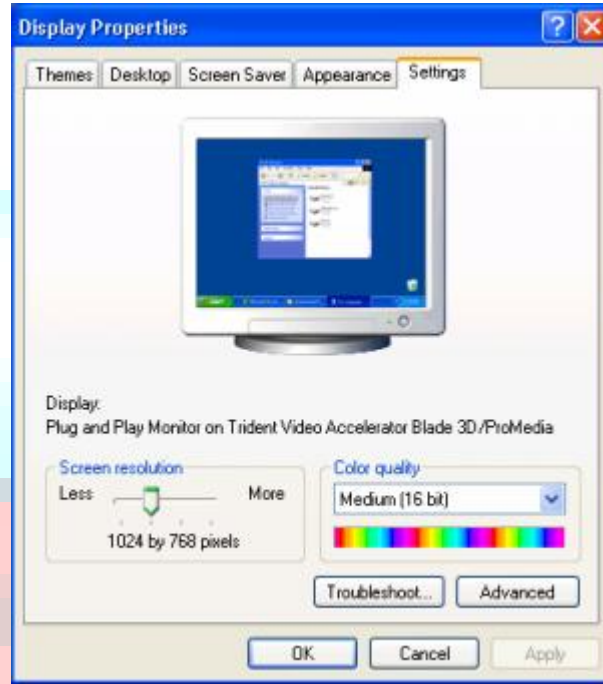 Display Properties
Themes Desktop Screen Saver Appearance Settings
Display:
Plug and Play Monitor on Trident Video Accelerator Blade 3D/ProMedia
Screen resolution
Less More
1024 by 768 pixels
Color quality
Medium (16 bit)
Troubleshoot... Advanced
OK Cancel Apply